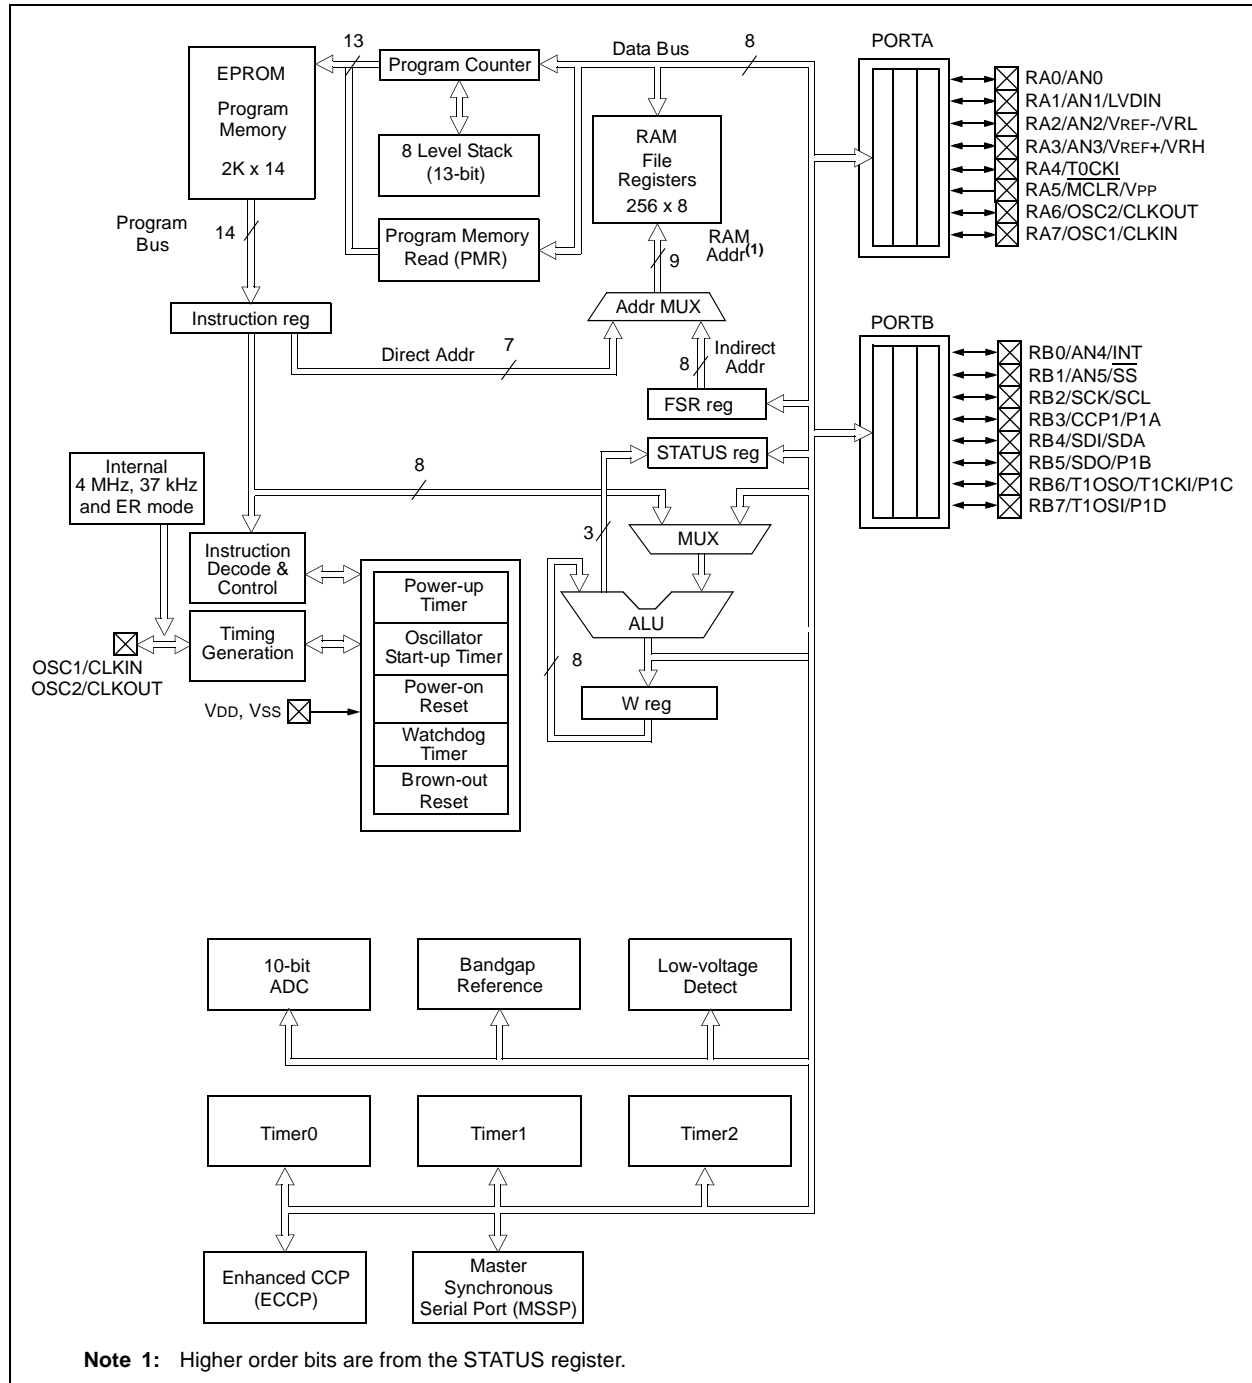 13
Data Bus
8
PORTA
EPROM
Program
Memory
2K x 14
Program Counter
8 Level Stack
(13-bit)
RAM
File
Registers
256 x 8
RA0/AN0
RA1/AN1/LVDIN
RA2/AN2/VREF-/VRL
RA3/AN3/VREF+/VRH
RA4/T0CKI
RA5/MCLR/VPP
RA6/OSC2/CLKOUT
RA7/OSC1/CLKIN
Program
Bus
14
Program Memory
Read (PMR)
RAM
Addr(1)
9
Addr MUX
Instruction reg
Direct Addr
7
8
Indirect
Addr
FSR reg
STATUS reg
PORTB
RB0/AN4/INT
RB1/AN5/SS
RB2/SCK/SCL
RB3/CCP1/P1A
RB4/SDI/SDA
RB5/SDO/P1B
RB6/T1OSO/T1CKI/P1C
RB7/T1OSI/P1D
Internal
4 MHz, 37 kHz
and ER mode
8
3
MUX
Instruction
Decode &
Control
Timing
Generation
OSC1/CLKIN
OSC2/CLKOUT
VDD, VSS
Power-up
Timer
Oscillator
Start-up Timer
Power-on
Reset
Watchdog
Timer
Brown-out
Reset
ALU
8
W reg
10-bit
ADC
Bandgap
Reference
Low-voltage
Detect
Timer0
Timer1
Timer2
Enhanced CCP
(ECCP)
Master
Synchronous
Serial Port (MSSP)
Note 1: Higher order bits are from the STATUS register.